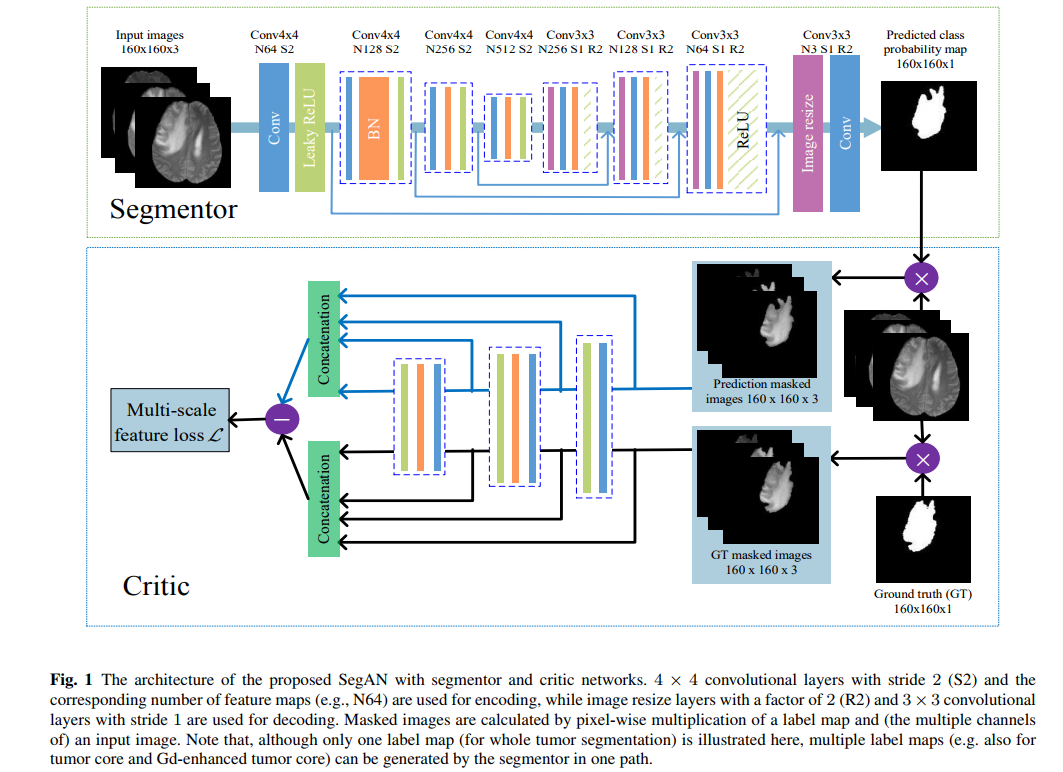 Input images
160x160x3
Conv4x4
N64 S2
Conv4x4
N128 S2
Conv4x4
N256 S2
Conv4x4
N512 S2
Conv3x3
N256 S1 R2
Conv3x3
N128 S1 R2
Conv3x3
N64 S1 R2
Conv3x3
N3 S1 R2
Predicted class
probability map
160x160x1
Conv
Leaky ReLU
BN
ReLU
Image resize
Conv
Segmentor
×
Concatenation
Prediction masked
images 160 x 160 x 3
Multi-scale
feature loss ℒ
−
×
Concatenation
GT masked images
160 x 160 x 3
Critic
Ground truth (GT)
160x160x1
Fig. 1 The architecture of the proposed SegAN with segmentor and critic networks. 4 × 4 convolutional layers with stride 2 (S2) and the
corresponding number of feature maps (e.g., N64) are used for encoding, while image resize layers with a factor of 2 (R2) and 3 × 3 convolutional
layers with stride 1 are used for decoding. Masked images are calculated by pixel-wise multiplication of a label map and (the multiple channels
of) an input image. Note that, although only one label map (for whole tumor segmentation) is illustrated here, multiple label maps (e.g. also for
tumor core and Gd-enhanced tumor core) can be generated by the segmentor in one path.